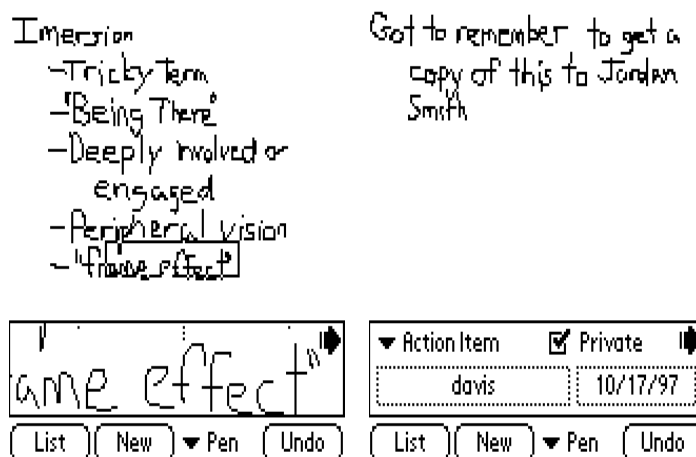 Imersion
-Tricky Term
-"Being There"
-Deeply involved or
engaged
-Peripheral vision
-"frame effect"
ame effect"
List New Pen Undo
Got to remember to get a
copy of this to Jordan
Smith
Action Item Private
davis 10/17/97
List New Pen Undo